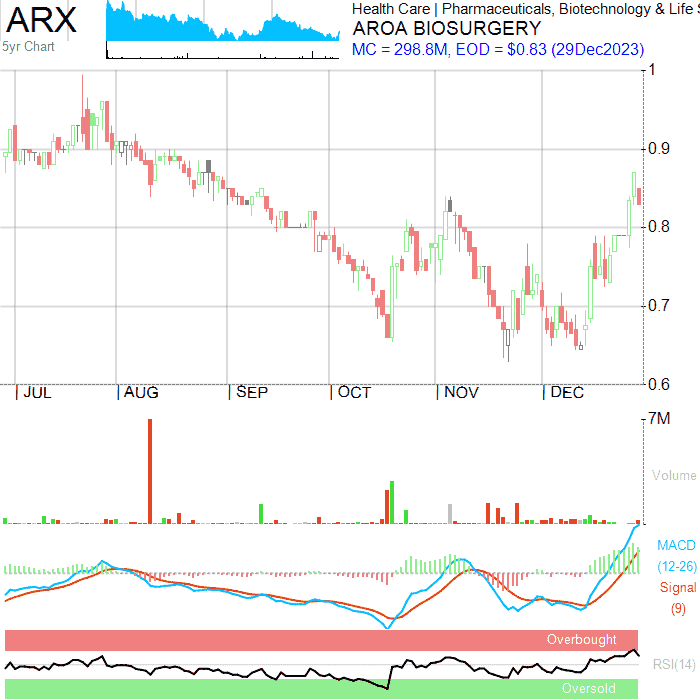 ARX
5yr Chart
Health Care | Pharmaceuticals, Biotechnology & Life S
AROA BIOSURGERY
MC = 298.8M, EOD = $0.83 (29Dec2023)
1
0.9
0.8
0.7
0.6
JUL AUG SEP OCT NOV DEC
7M
Volume
MACD
(12-26)
Signal
(9)
Overbought
RSI(14)
Oversold